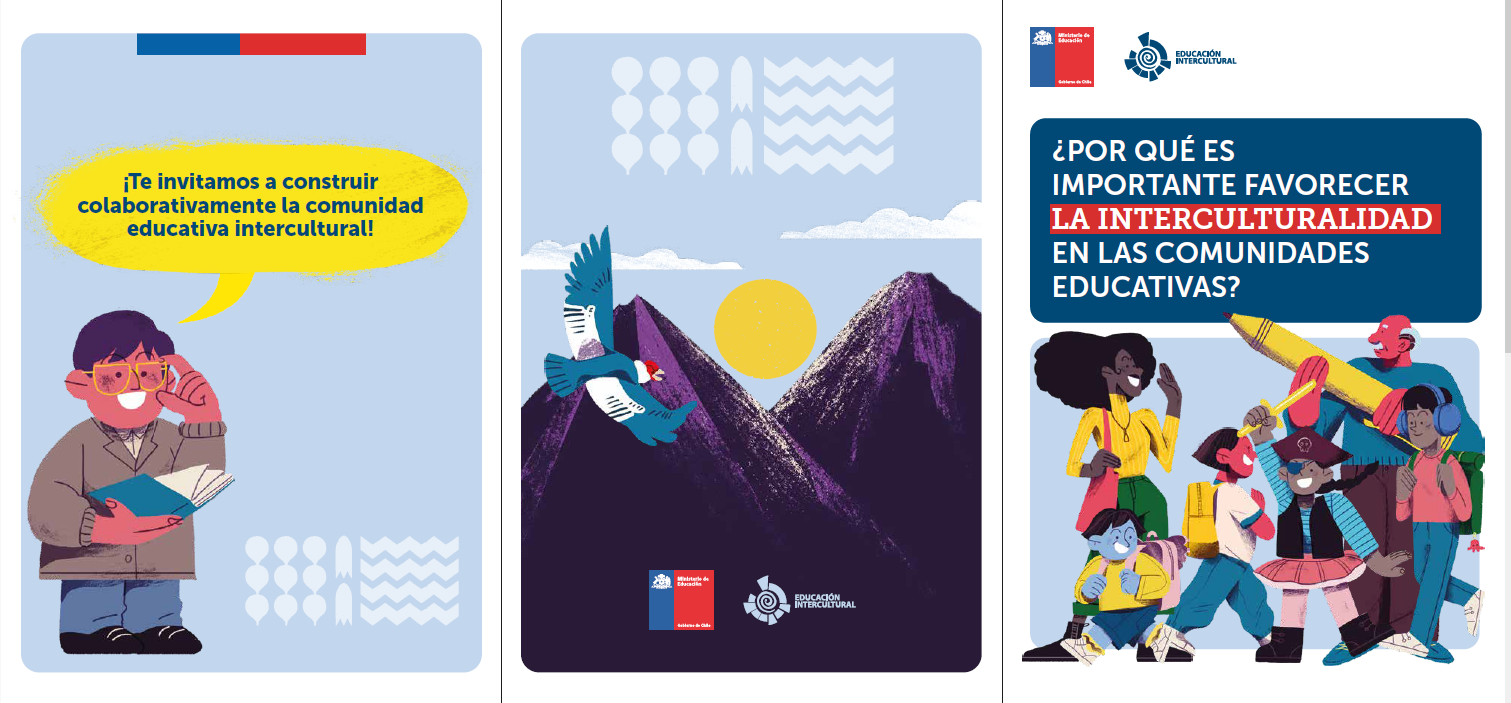 ¡Te invitamos a construir
colaborativamente la comunidad
educativa intercultural!
Ministerio de
Educación
Gobierno de Chile
EDUCACIÓN
INTERCULTURAL
Ministerio de
Educación
Gobierno de Chile
EDUCACIÓN
INTERCULTURAL
¿POR QUÉ ES
IMPORTANTE FAVORECER
LA INTERCULTURALIDAD
EN LAS COMUNIDADES
EDUCATIVAS?